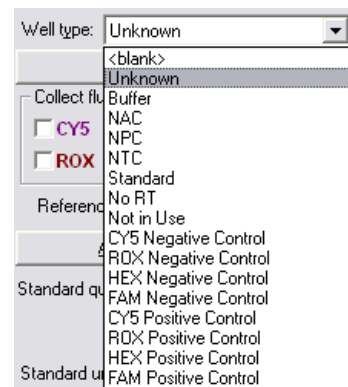 Well type: Unknown
<blank>
Unknown
Collect flu
Buffer
NAC
CY5
NPC
NTC
ROX
Standard
No RT
Referenc
Not in Use
CY5 Negative Control
ROX Negative Control
HEX Negative Control
Standard qu
FAM Negative Control
CY5 Positive Control
ROX Positive Control
HEX Positive Control
Standard u
FAM Positive Control